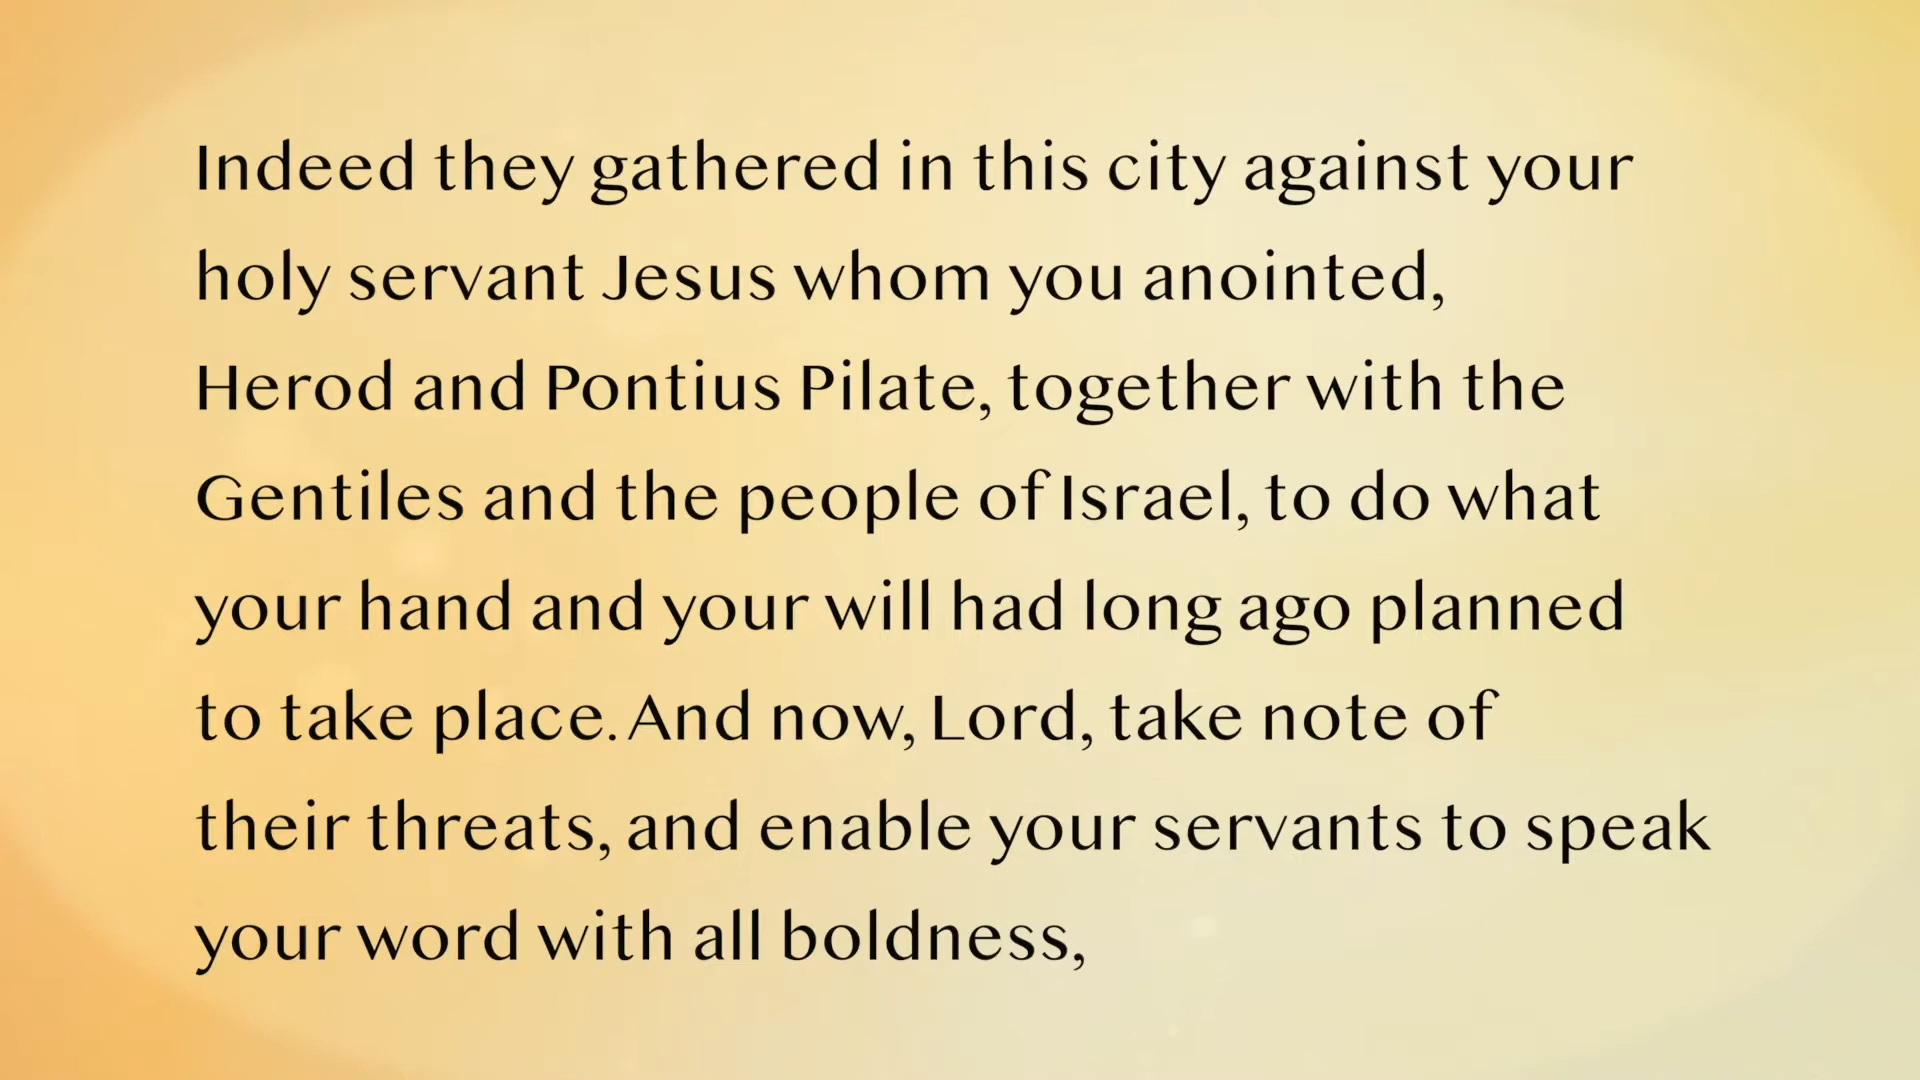 Indeed they gathered in this city against your
holy servant Jesus whom you anointed,
Herod and Pontius Pilate, together with the
Gentiles and the people of Israel, to do what
your hand and your will had long ago planned
to take place. And now, Lord, take note of
their threats, and enable your servants to speak
your word with all boldness,